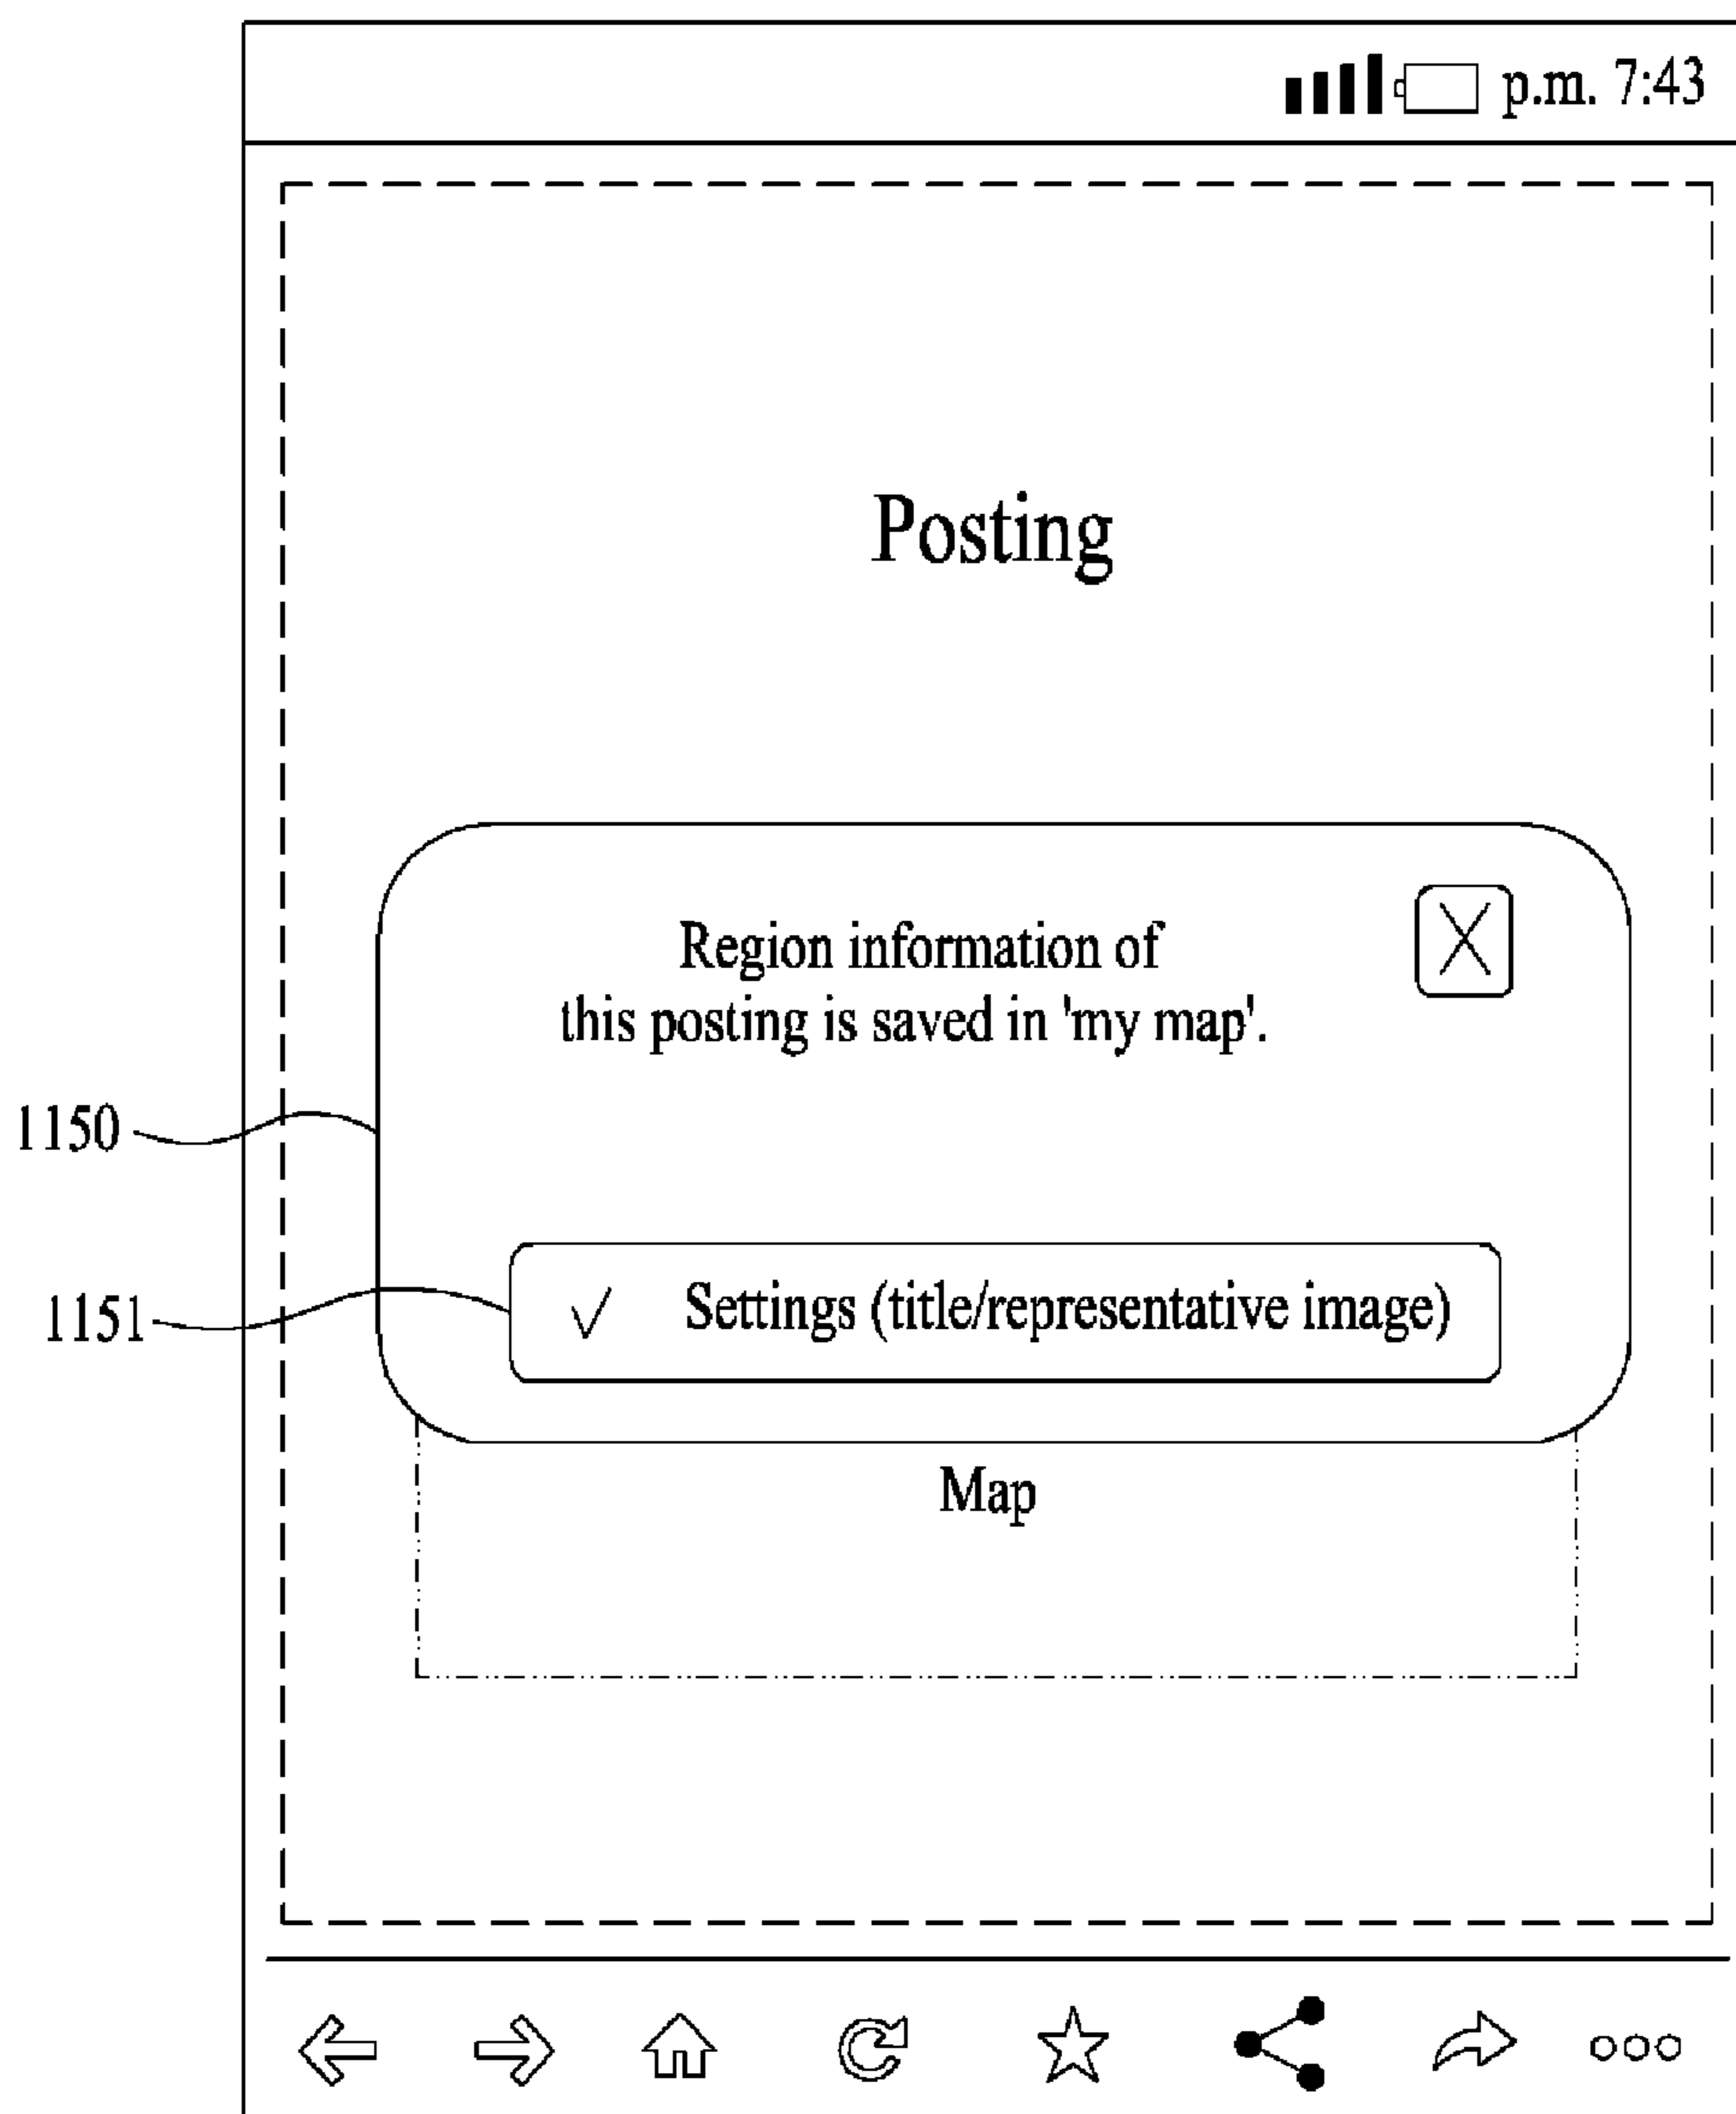 p.m. 7:43
Posting
Region information of
this posting is saved in 'my map'.
1150
1151
Settings (title/representative image)
Map